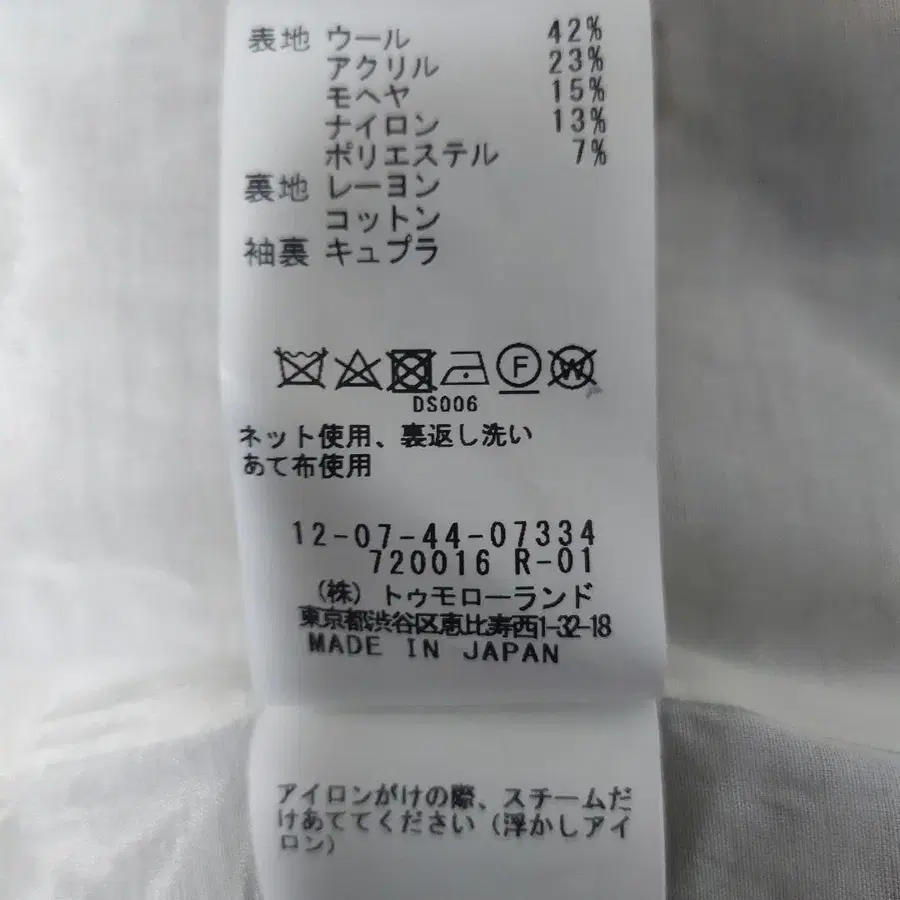 表地 ウール 42%
アクリル 23%
モヘヤ 15%
ナイロン 13%
ポリエステル 7%
裏地 レーヨン
コットン
袖裏 キュプラ
F W
DS006
ネット使用、裏返し洗い
あて布使用
12-07-44-07334
720016 R-01
(株) トゥモローランド
東京都渋谷区恵比寿西1-32-18
MADE IN JAPAN
アイロンがけの際、スチームだ
けあててください(浮かしアイ
ロン)